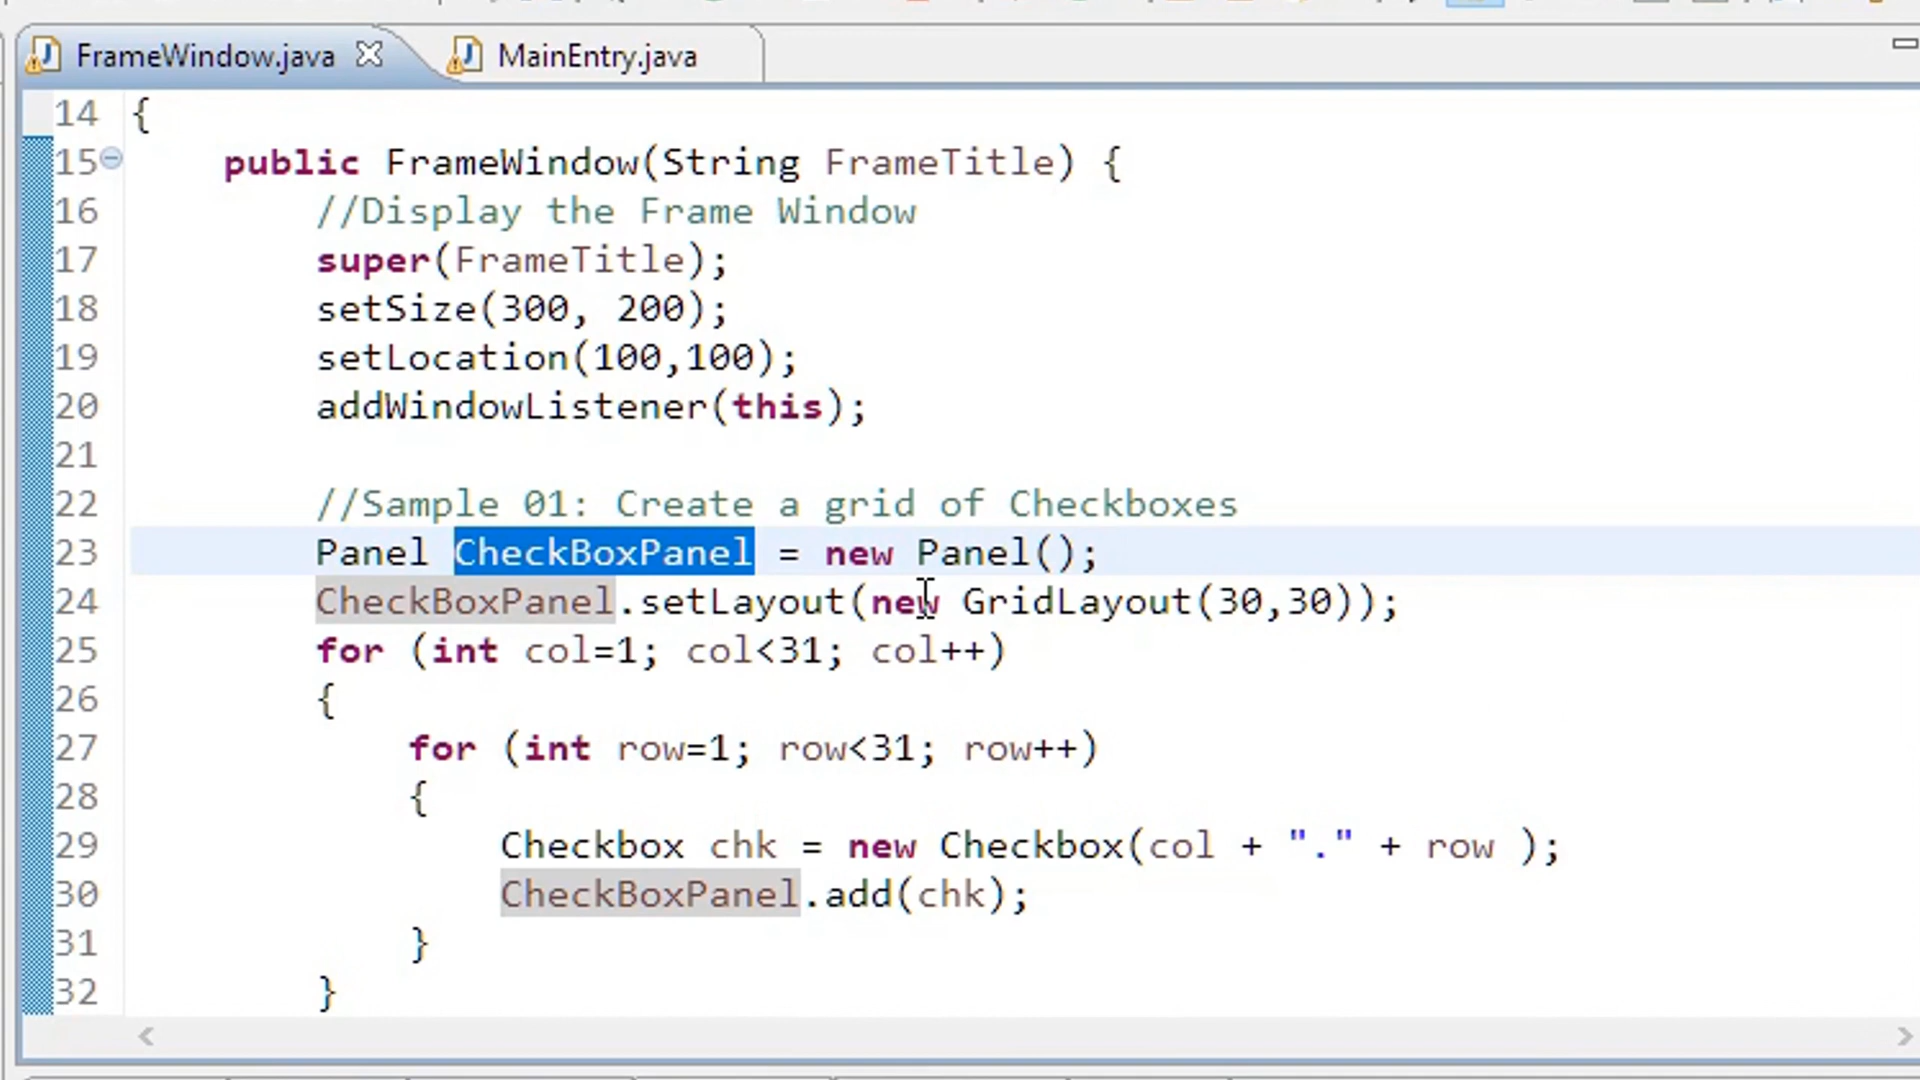 FrameWindow.java MainEntry.java
14 {
15 public FrameWindow(String FrameTitle) {
16 //Display the Frame Window
17 super(FrameTitle);
18 setSize(300, 200);
19 setLocation(100,100);
20 addWindowListener(this);
21
22 //Sample 01: Create a grid of Checkboxes
23 Panel CheckBoxPanel = new Panel();
24 CheckBoxPanel.setLayout(new GridLayout(30,30));
25 for (int col=1; col<31; col++)
26 {
27 for (int row=1; row<31; row++)
28 {
29 Checkbox chk = new Checkbox(col + "." + row );
30 CheckBoxPanel.add(chk);
31 }
32 }